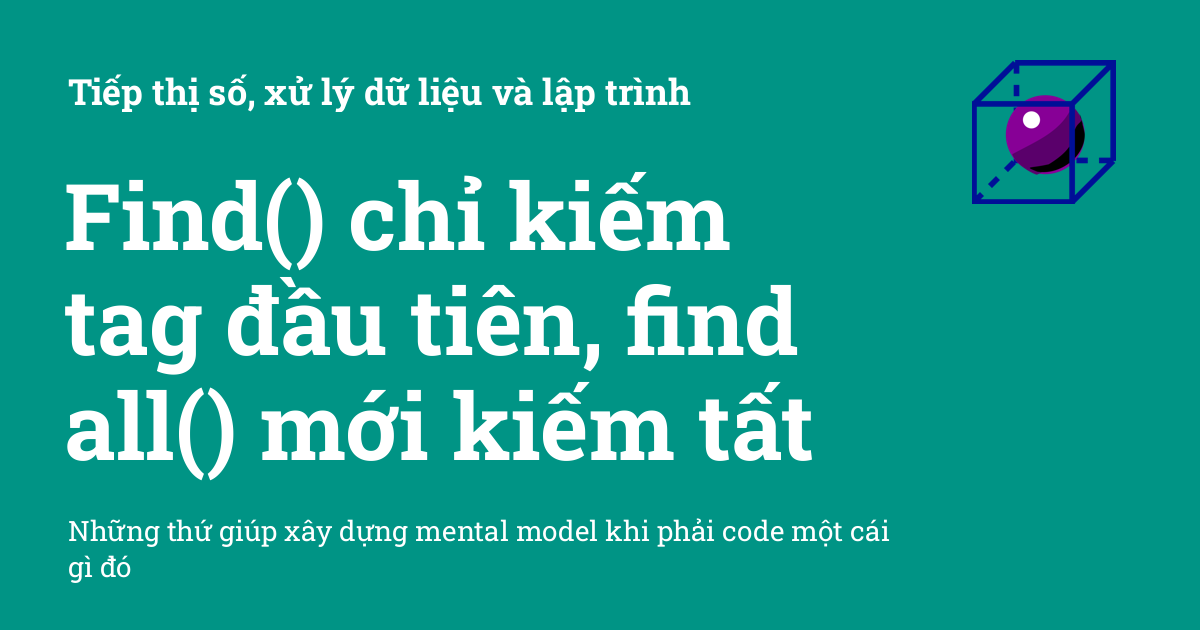 Tiếp thị số, xử lý dữ liệu và lập trình
Find() chỉ kiếm
tag đầu tiên, find
all() mới kiếm tất
Những thứ giúp xây dựng mental model khi phải code một cái
gì đó